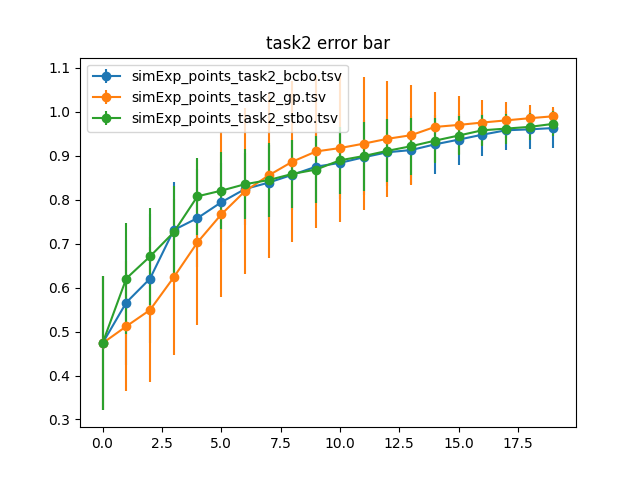 task2 error bar
simExp_points_task2_bcbo.tsv
simExp_points_task2_gp.tsv
simExp_points_task2_stbo.tsv
1.1
1.0
0.9
0.8
0.7
0.6
0.5
0.4
0.3
0.0 2.5 5.0 7.5 10.0 12.5 15.0 17.5